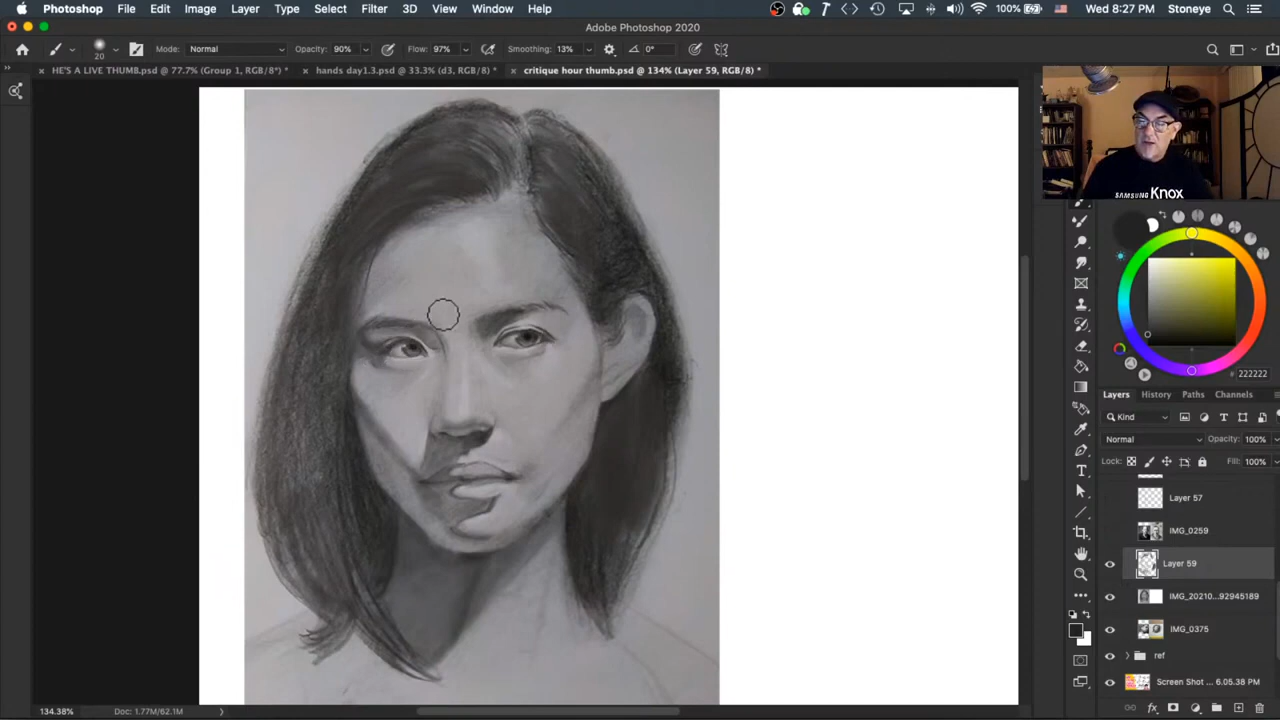 Photoshop File Edit Image Layer Type Select Filter 3D View Window Help 100% Wed 8:27 PM Stoneye
Adobe Photoshop 2020
20 Mode: Normal Opacity: 90% Flow: 97% Smoothing: 13% 0°
HE'S A LIVE THUMB.psd @ 77.7% (Group 1, RGB/8*) * hands day1.3.psd @ 33.3% (d3, RGB/8) * critique hour thumb.psd @ 134% (Layer 59, RGB/8) *
SAMSUNG Knox
# 222222
Layers History Paths Channels
Kind
Normal Opacity: 100%
Lock: Fill: 100%
Layer 57
IMG_0259
Layer 59
IMG_20210...92945189
IMG_0375
ref
Screen Shot ... 6.05.38 PM
134.38% Doc: 1.77M/62.1M
fx